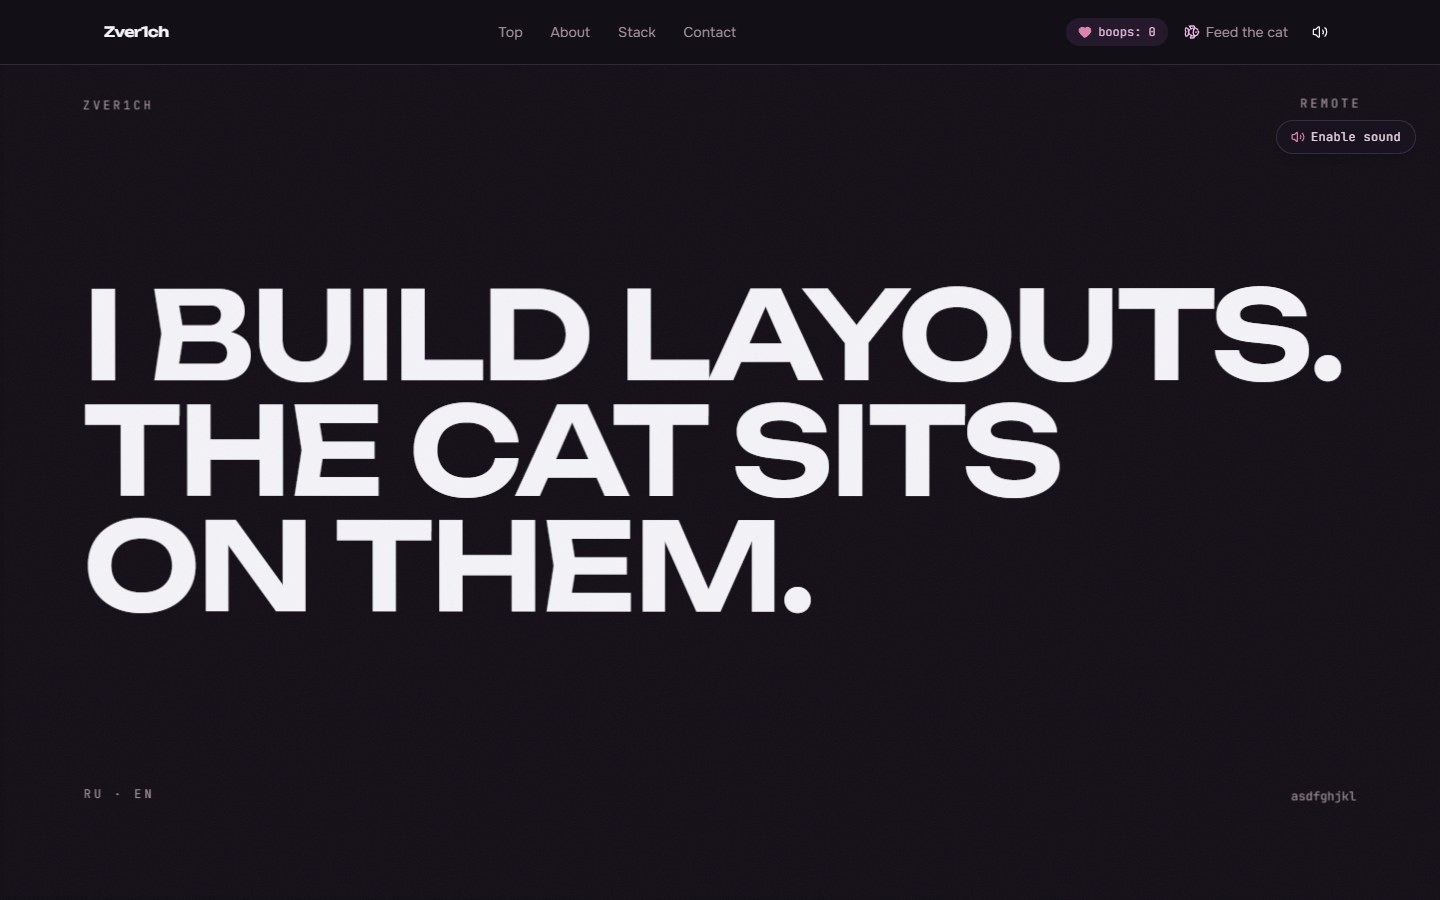 Zver1ch
Top About Stack Contact
boops: 0 Feed the cat
ZVER1CH
REMOTE
Enable sound
I BUILD LAYOUTS.
THE CAT SITS
ON THEM.
RU · EN
asdfghjkl